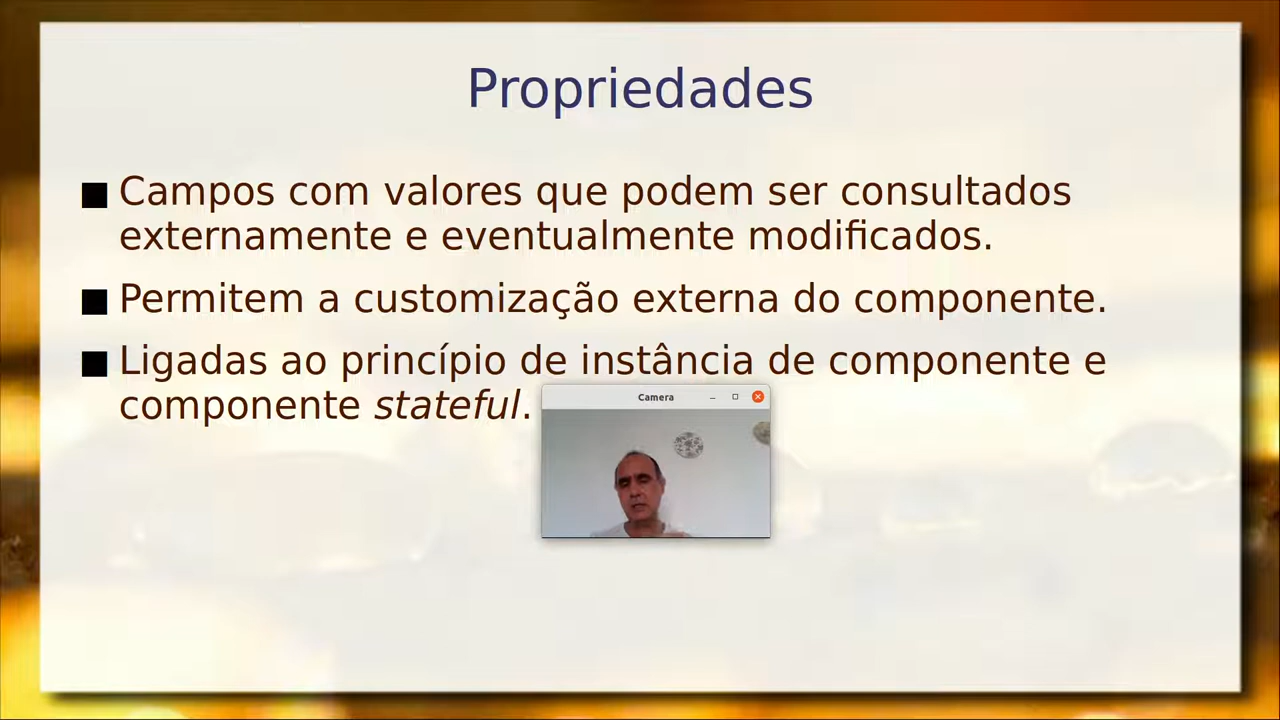 Propriedades
Campos com valores que podem ser consultados
externamente e eventualmente modificados.
Permitem a customização externa do componente.
Ligadas ao princípio de instância de componente e
componente stateful.
Camera